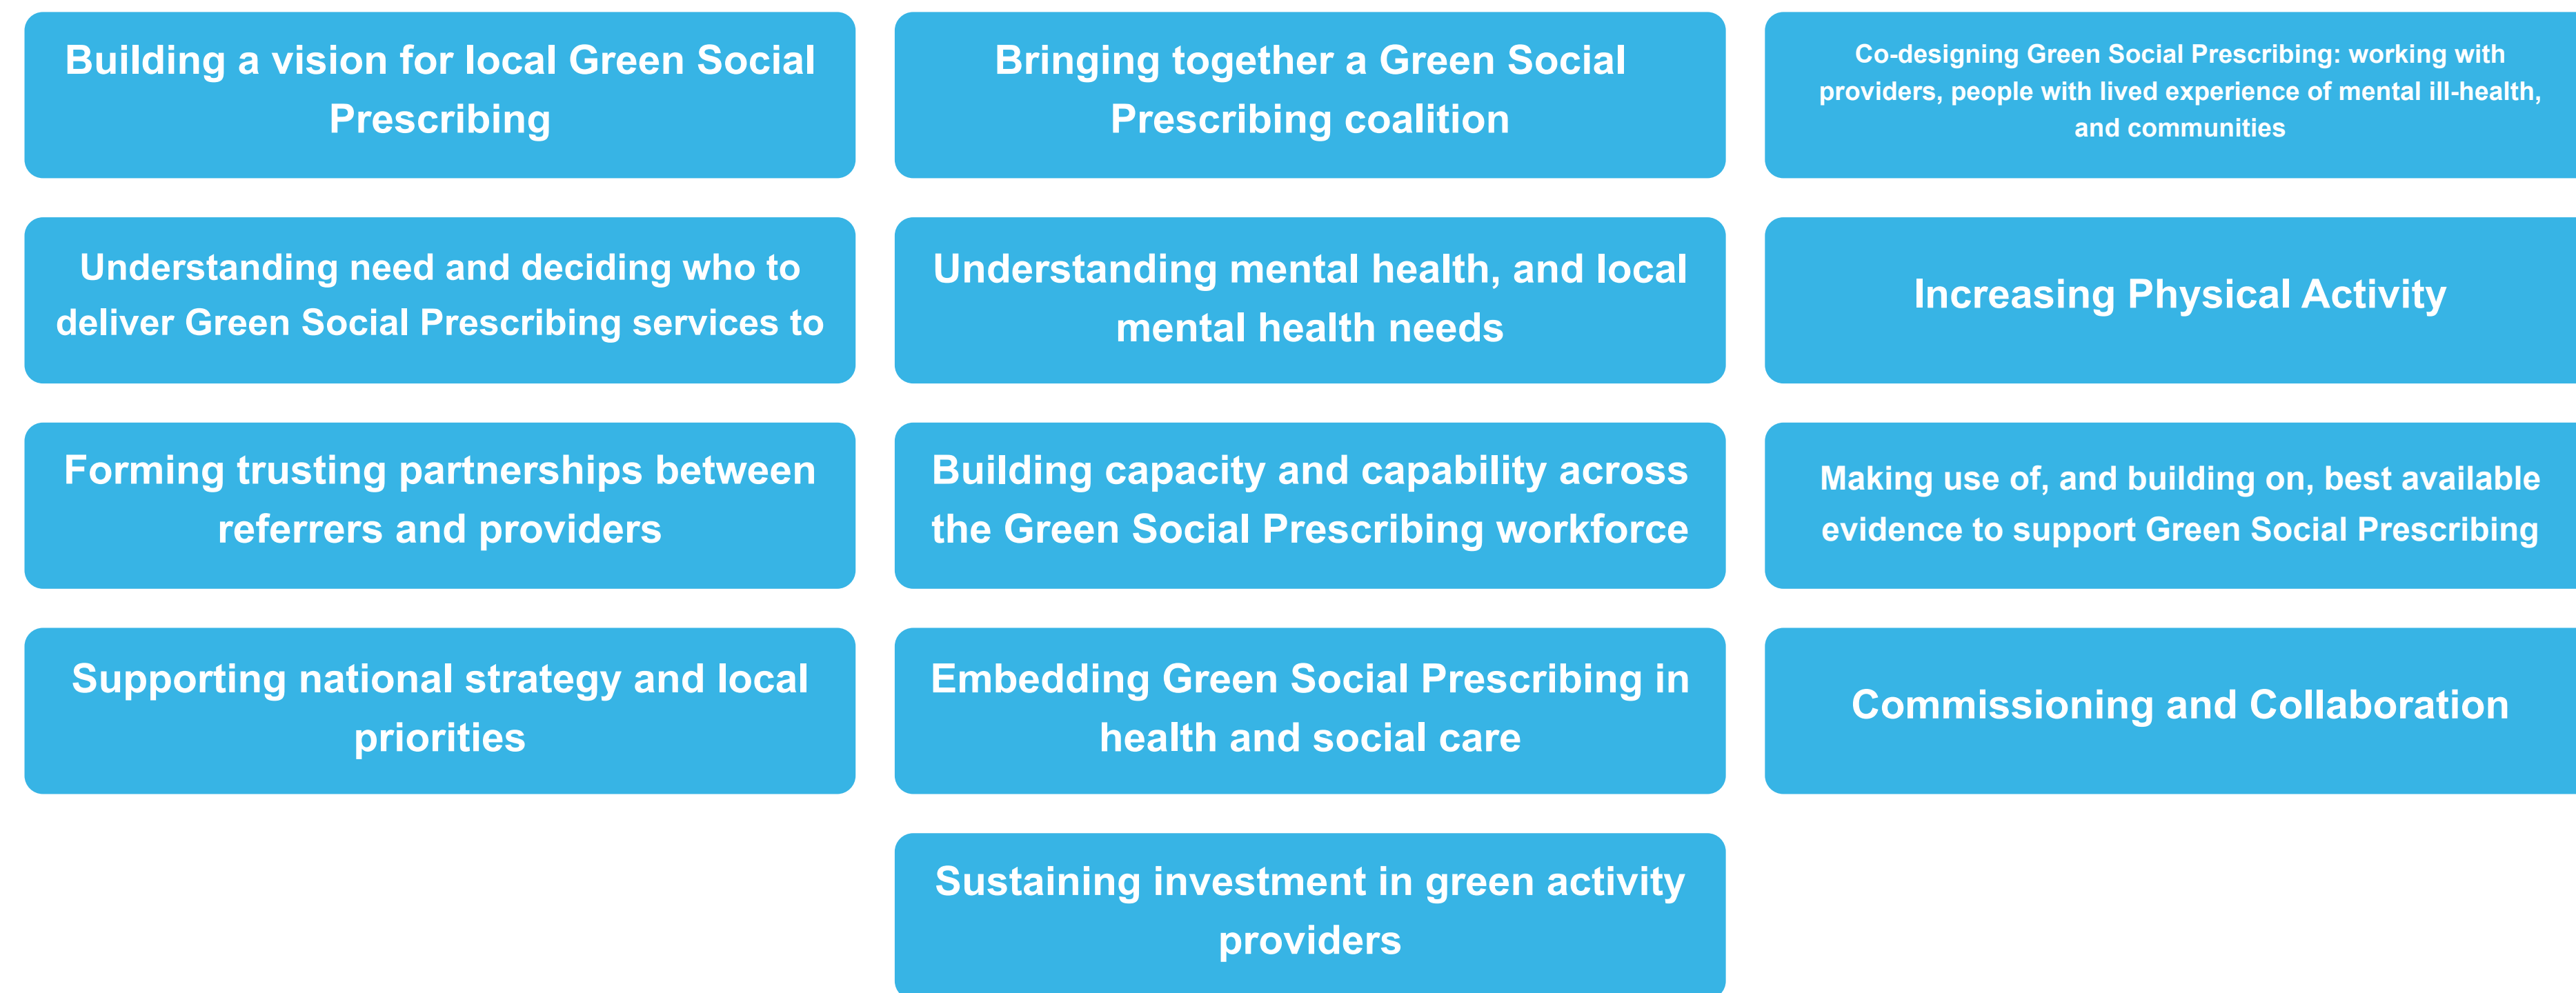 Building a vision for local Green Social
Prescribing
Bringing together a Green Social
Prescribing coalition
Co-designing Green Social Prescribing: working with
providers, people with lived experience of mental ill-health,
and communities
Understanding need and deciding who to
deliver Green Social Prescribing services to
Understanding mental health, and local
mental health needs
Increasing Physical Activity
Forming trusting partnerships between
referrers and providers
Building capacity and capability across
the Green Social Prescribing workforce
Making use of, and building on, best available
evidence to support Green Social Prescribing
Supporting national strategy and local
priorities
Embedding Green Social Prescribing in
health and social care
Commissioning and Collaboration
Sustaining investment in green activity
providers